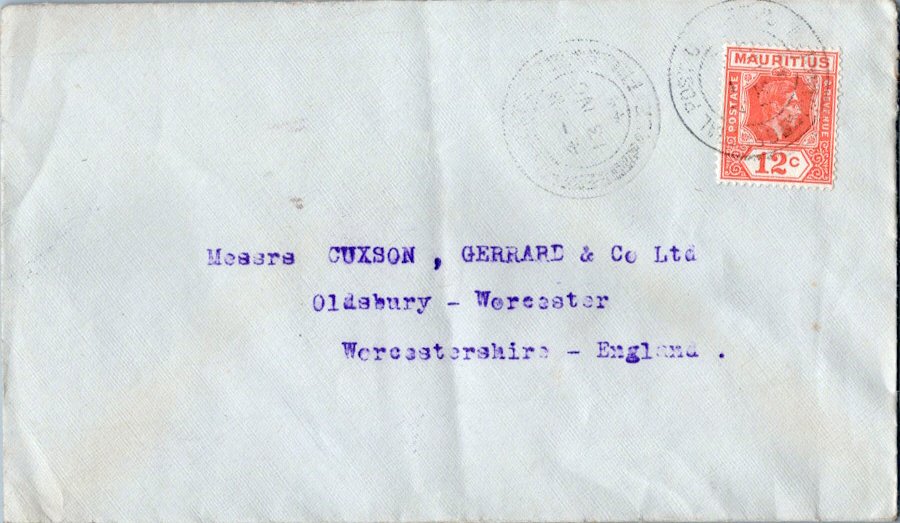 MAURITIUS
POSTAGE
& REVENUE
12c
Messrs CUXSON , GERRARD & Co Ltd
Oldsbury - Worcester
Worcestershire - England .